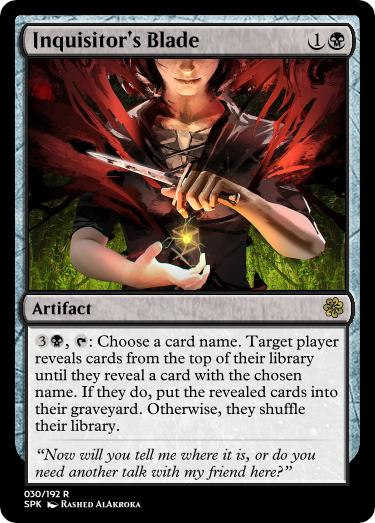 Inquisitor's Blade 1
Artifact
3, : Choose a card name. Target player
reveals cards from the top of their library
until they reveal a card with the chosen
name. If they do, put the revealed cards into
their graveyard. Otherwise, they shuffle
their library.
“Now will you tell me where it is, or do you
need another talk with my friend here?”
030/192 R
SPK Rashed AlAkroka